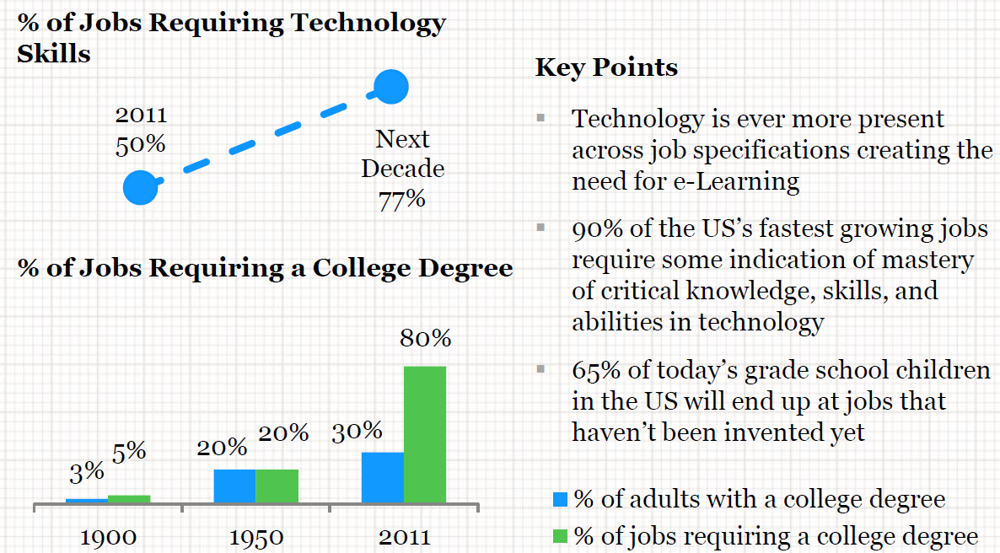 % of Jobs Requiring Technology
Skills
2011
50%
Next
Decade
77%
% of Jobs Requiring a College Degree
3%
5%
20%
20%
30%
80%
1900
1950
2011
Key Points
Technology is ever more present
across job specifications creating the
need for e-Learning
90% of the US’s fastest growing jobs
require some indication of mastery
of critical knowledge, skills, and
abilities in technology
65% of today’s grade school children
in the US will end up at jobs that
haven’t been invented yet
% of adults with a college degree
% of jobs requiring a college degree